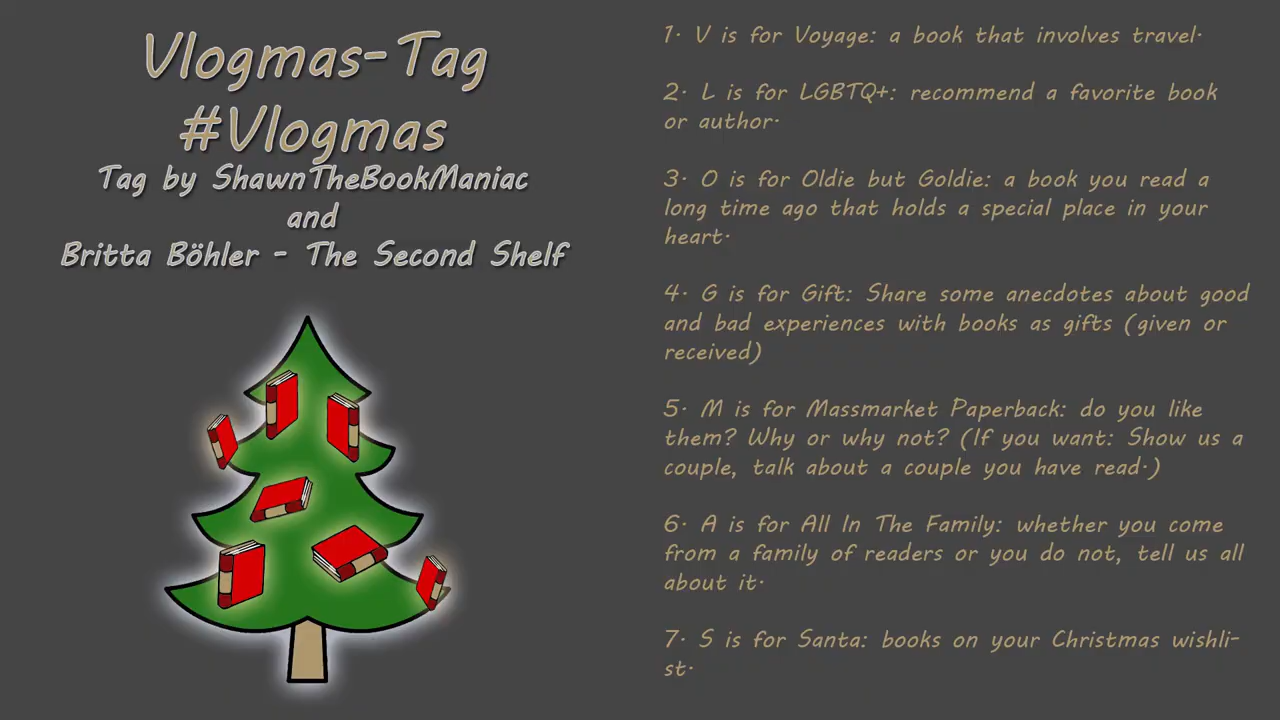 Vlogmas-Tag
#Vlogmas
Tag by ShawnTheBookManiac
and
Britta Böhler - The Second Shelf
1. V is for Voyage: a book that involves travel.
2. L is for LGBTQ+: recommend a favorite book
or author.
3. O is for Oldie but Goldie: a book you read a
long time ago that holds a special place in your
heart.
4. G is for Gift: Share some anecdotes about good
and bad experiences with books as gifts (given or
received)
5. M is for Massmarket Paperback: do you like
them? Why or why not? (If you want: Show us a
couple, talk about a couple you have read.)
6. A is for All In The Family: whether you come
from a family of readers or you do not, tell us all
about it.
7. S is for Santa: books on your Christmas wishli-
st.